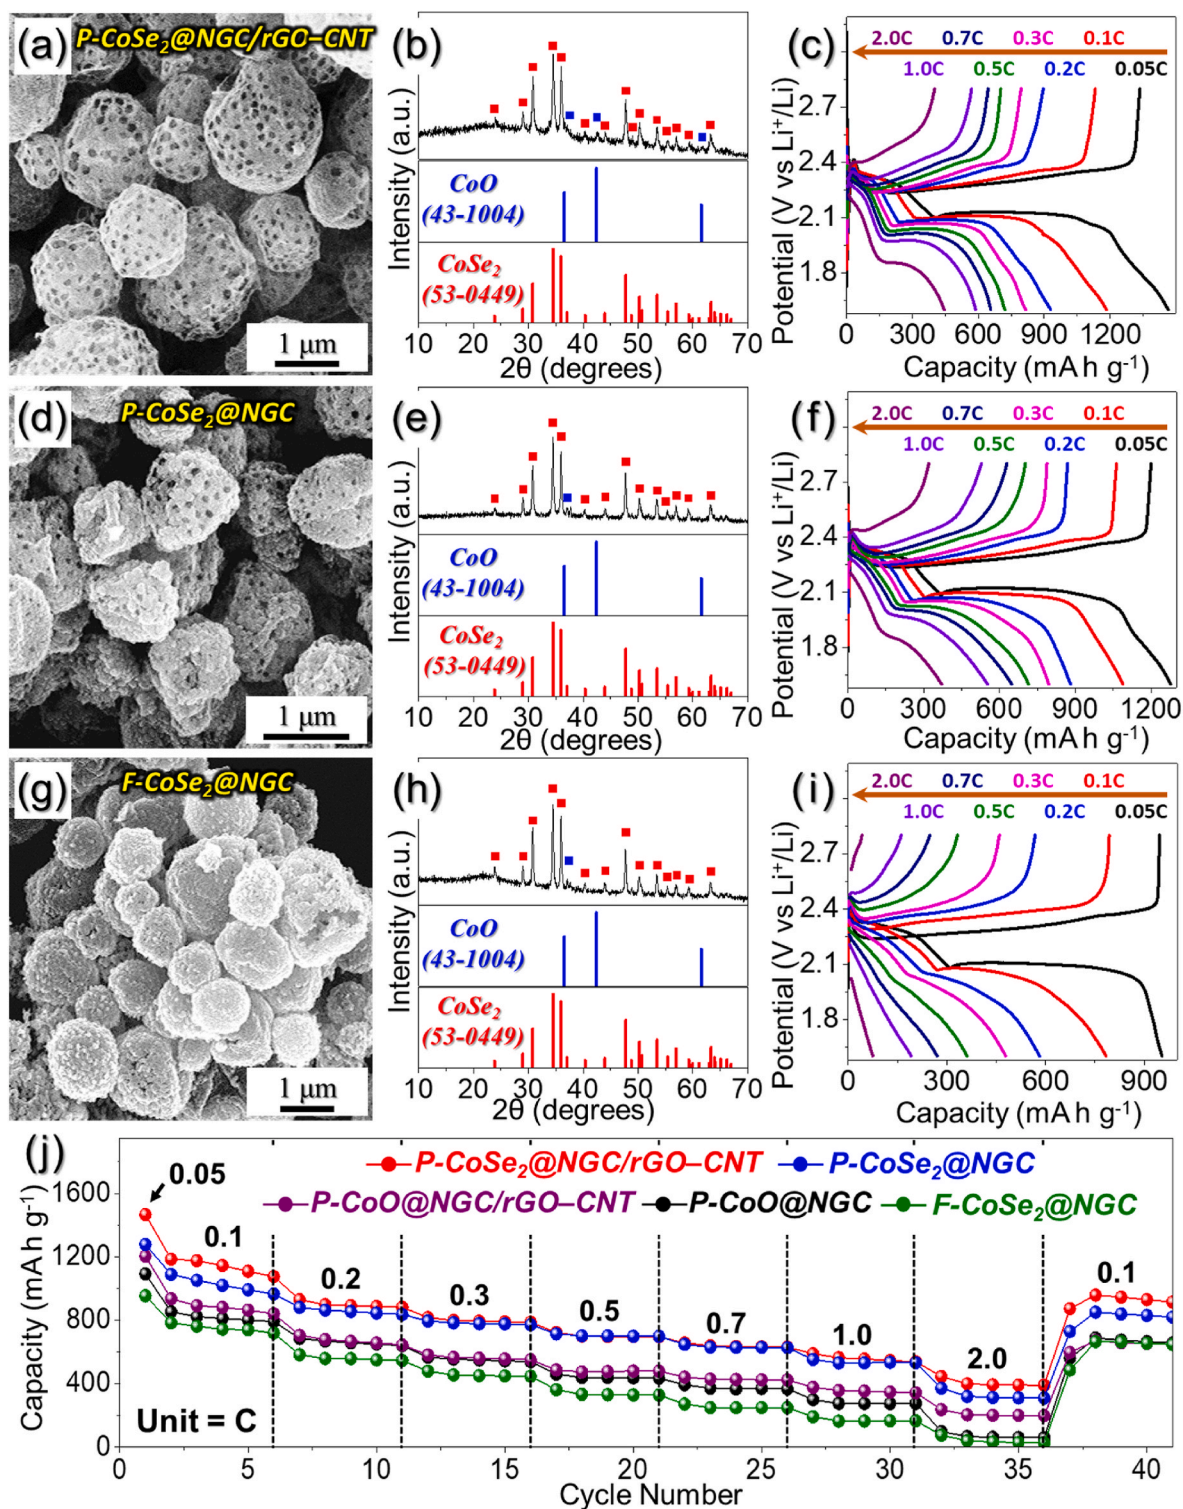 (a) P-CoSe₂@NGC/rGO–CNT
1 μm
(b)
Intensity (a.u.)
CoO
(43-1004)
CoSe₂
(53-0449)
10 20 30 40 50 60 70
2θ (degrees)
(c)
2.0C 0.7C 0.3C 0.1C
1.0C 0.5C 0.2C 0.05C
Potential (V vs Li⁺/Li)
2.7
2.4
2.1
1.8
0 300 600 900 1200
Capacity (mA h g⁻¹)
(d) P-CoSe₂@NGC
1 μm
(e)
Intensity (a.u.)
CoO
(43-1004)
CoSe₂
(53-0449)
10 20 30 40 50 60 70
2θ (degrees)
(f)
2.0C 0.7C 0.3C 0.1C
1.0C 0.5C 0.2C 0.05C
Potential (V vs Li⁺/Li)
2.7
2.4
2.1
1.8
0 300 600 900 1200
Capacity (mA h g⁻¹)
(g) F-CoSe₂@NGC
1 μm
(h)
Intensity (a.u.)
CoO
(43-1004)
CoSe₂
(53-0449)
10 20 30 40 50 60 70
2θ (degrees)
(i)
2.0C 0.7C 0.3C 0.1C
1.0C 0.5C 0.2C 0.05C
Potential (V vs Li⁺/Li)
2.7
2.4
2.1
1.8
0 300 600 900
Capacity (mA h g⁻¹)
(j)
P-CoSe₂@NGC/rGO–CNT P-CoSe₂@NGC
P-CoO@NGC/rGO–CNT P-CoO@NGC F-CoSe₂@NGC
0.05
0.1
0.2
0.3
0.5
0.7
1.0
2.0
0.1
Unit = C
Capacity (mA h g⁻¹)
1600
1200
800
400
0
0 5 10 15 20 25 30 35 40
Cycle Number